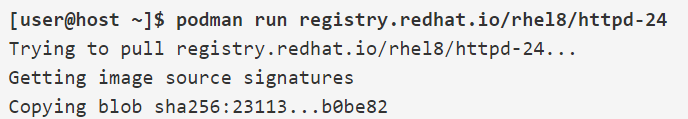 [user@host ~]$ podman run registry.redhat.io/rhel8/httpd-24
Trying to pull registry.redhat.io/rhel8/httpd-24...
Getting image source signatures
Copying blob sha256:23113...b0be82